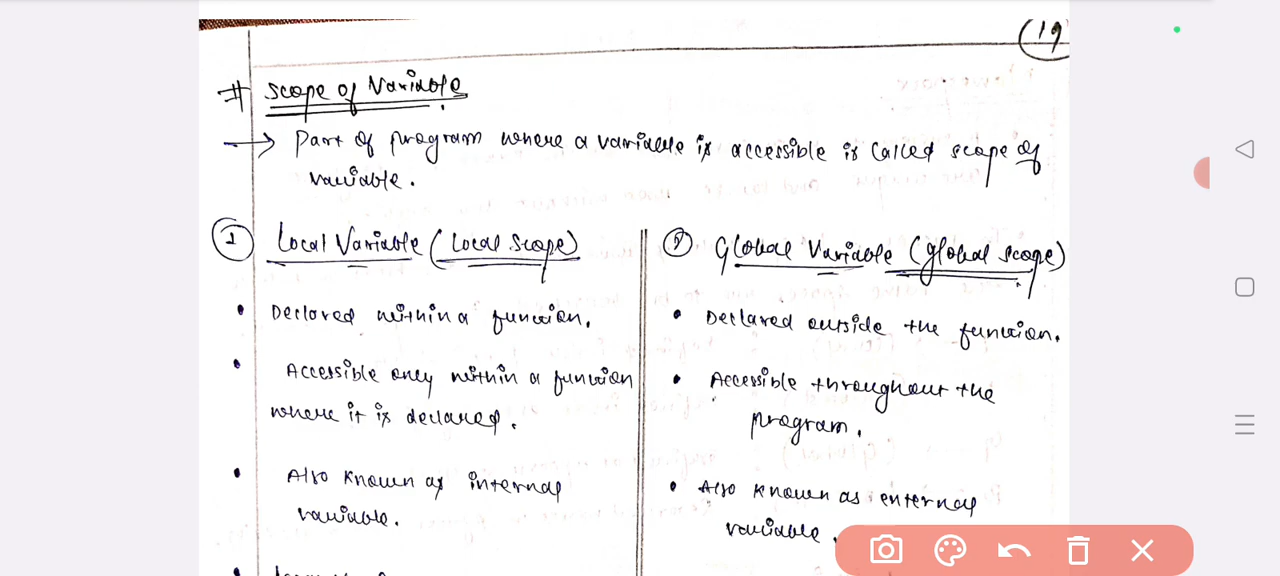 (19)
# Scope of Variable
→ Part of program where a variable is accessible is called scope of
variable.
1 Local Variable (Local Scope)
Declared within a function.
Accessible only within a function
where it is declared.
Also known as internal
variable.
2 Global Variable (global scope)
Declared outside the function.
Accessible throughout the
program.
Also known as external
variable.